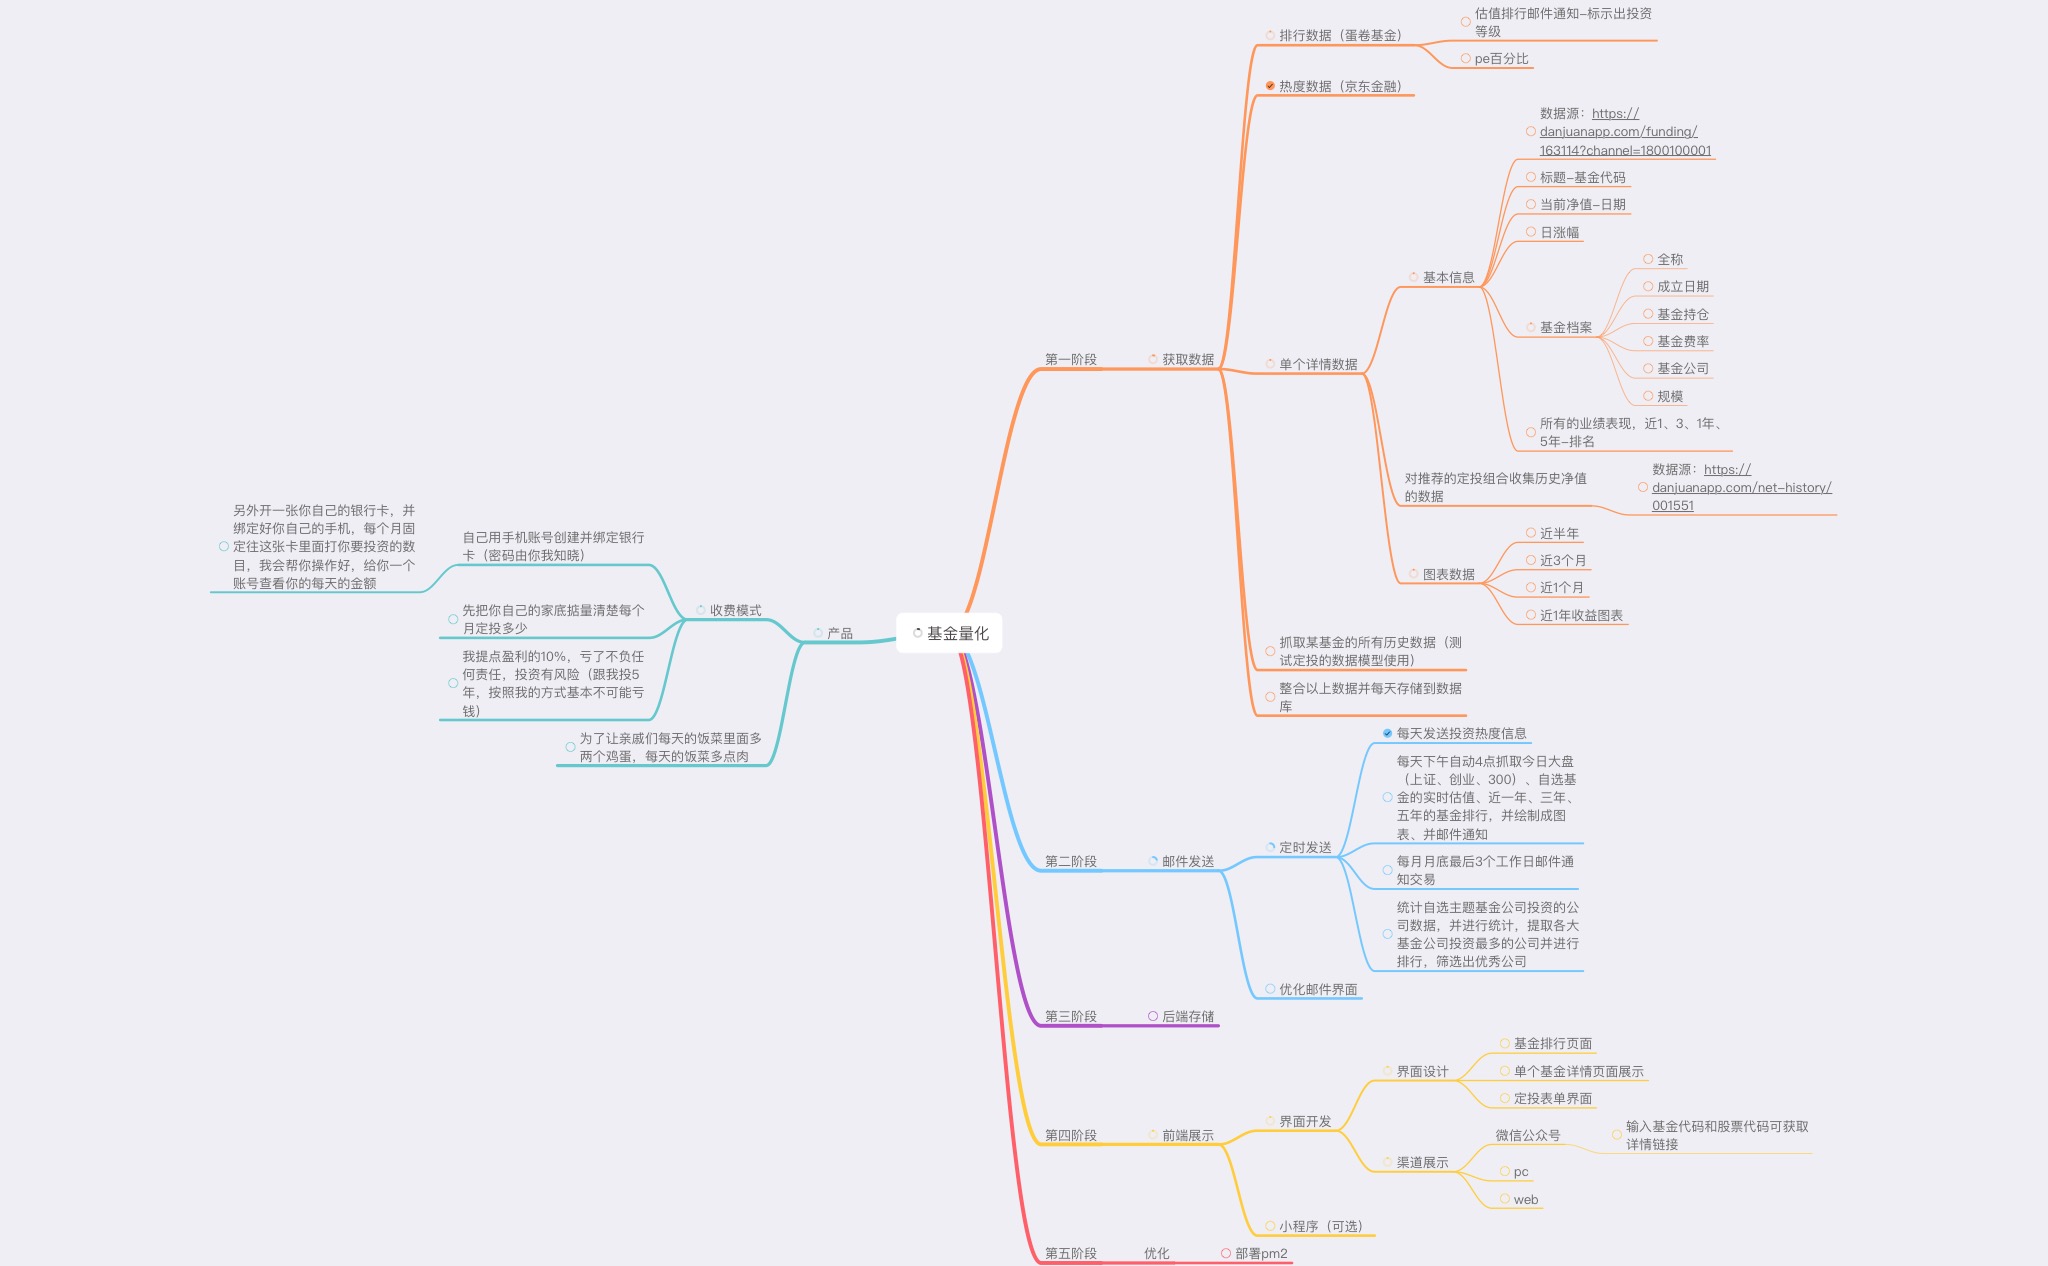 基金量化
第一阶段
获取数据
排行数据（蛋卷基金）
估值排行邮件通知-标示出投资
等级
pe百分比
热度数据（京东金融）
单个详情数据
基本信息
数据源：https://
danjuanapp.com/funding/
163114?channel=1800100001
标题-基金代码
当前净值-日期
日涨幅
基金档案
全称
成立日期
基金持仓
基金费率
基金公司
规模
所有的业绩表现，近1、3、1年、
5年-排名
对推荐的定投组合收集历史净值
的数据
数据源：https://
danjuanapp.com/net-history/
001551
图表数据
近半年
近3个月
近1个月
近1年收益图表
抓取某基金的所有历史数据（测
试定投的数据模型使用）
整合以上数据并每天存储到数据
库
第二阶段
邮件发送
定时发送
每天发送投资热度信息
每天下午自动4点抓取今日大盘
（上证、创业、300）、自选基
金的实时估值、近一年、三年、
五年的基金排行，并绘制成图
表、并邮件通知
每月月底最后3个工作日邮件通
知交易
统计自选主题基金公司投资的公
司数据，并进行统计，提取各大
基金公司投资最多的公司并进行
排行，筛选出优秀公司
优化邮件界面
第三阶段
后端存储
第四阶段
前端展示
界面开发
界面设计
基金排行页面
单个基金详情页面展示
定投表单界面
渠道展示
微信公众号
输入基金代码和股票代码可获取
详情链接
pc
web
小程序（可选）
第五阶段
优化
部署pm2
产品
收费模式
自己用手机账号创建并绑定银行
卡（密码由你我知晓）
另外开一张你自己的银行卡，并
绑定好你自己的手机，每个月固
定往这张卡里面打你要投资的数
目，我会帮你操作好，给你一个
账号查看你的每天的金额
先把你自己的家底掂量清楚每个
月定投多少
我提点盈利的10%，亏了不负任
何责任，投资有风险（跟我投5
年，按照我的方式基本不可能亏
钱）
为了让亲戚们每天的饭菜里面多
两个鸡蛋，每天的饭菜多点肉